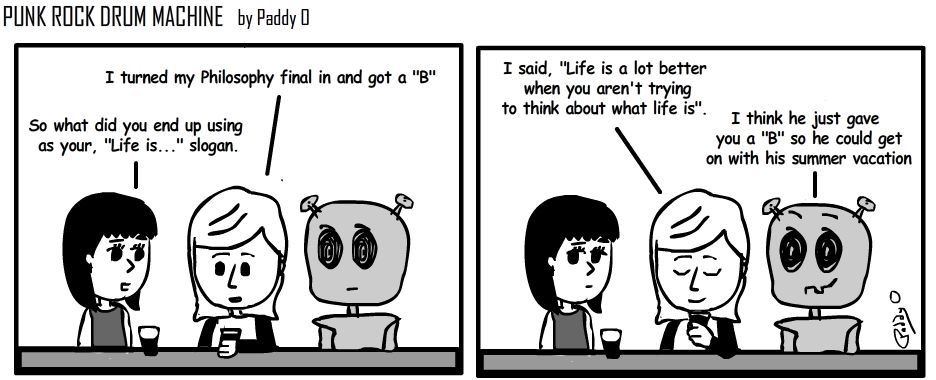 PUNK ROCK DRUM MACHINE by Paddy O
I turned my Philosophy final in and got a "B"
So what did you end up using
as your, "Life is..." slogan.
I said, "Life is a lot better
when you aren't trying
to think about what life is".
I think he just gave
you a "B" so he could get
on with his summer vacation
Paddy O